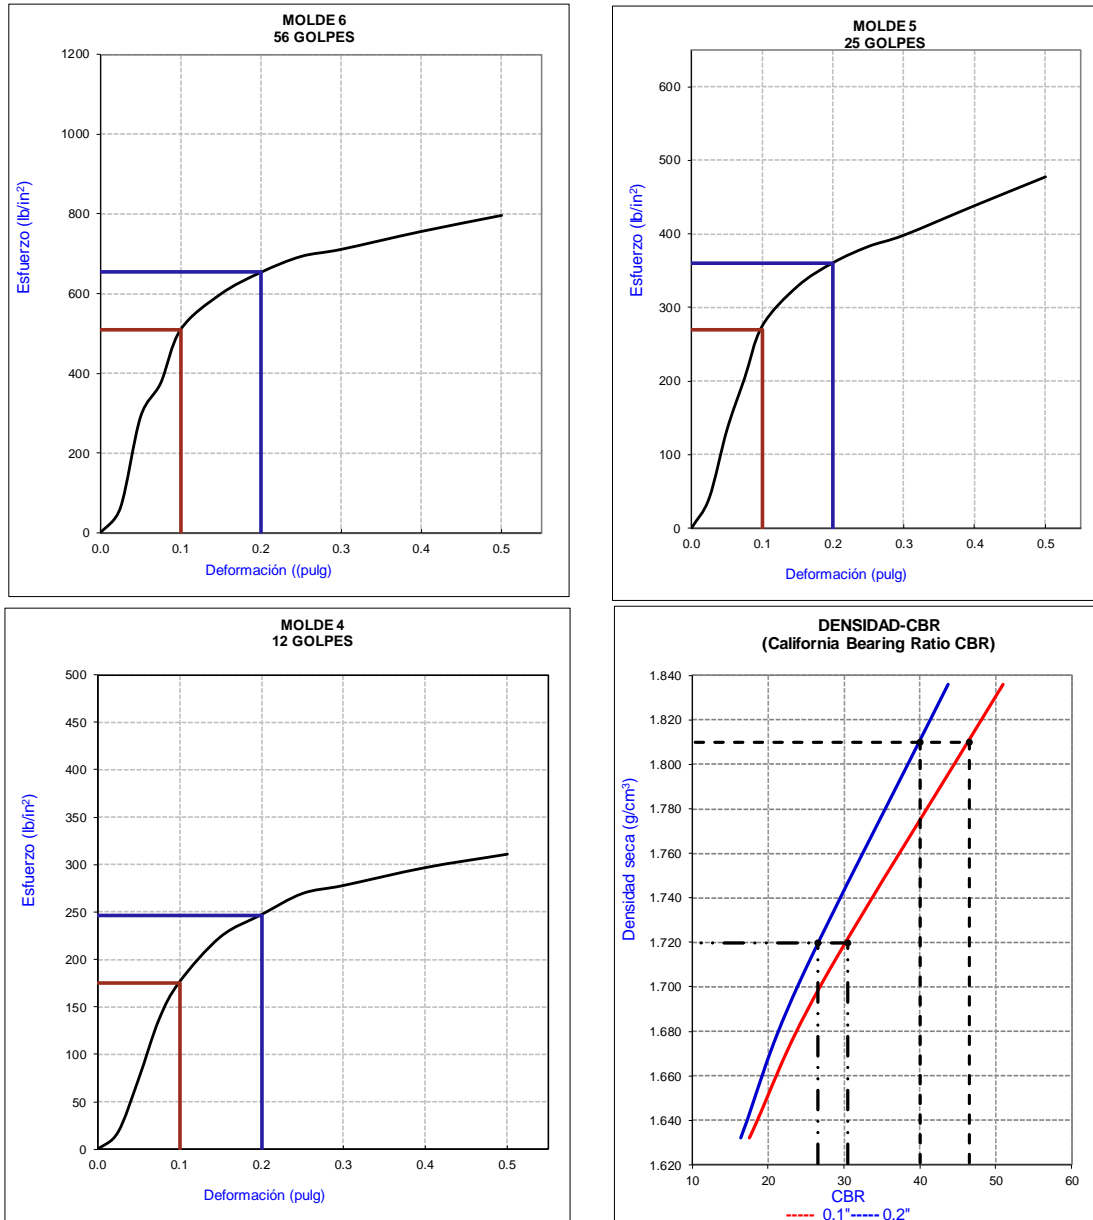 MOLDE 6
56 GOLPES
1200
1000
800
600
400
200
0
0.0 0.1 0.2 0.3 0.4 0.5
Esfuerzo (lb/in²)
Deformación ((pulg)
MOLDE 5
25 GOLPES
600
500
400
300
200
100
0
0.0 0.1 0.2 0.3 0.4 0.5
Esfuerzo (lb/in²)
Deformación (pulg)
MOLDE 4
12 GOLPES
500
450
400
350
300
250
200
150
100
50
0
0.0 0.1 0.2 0.3 0.4 0.5
Esfuerzo (lb/in²)
Deformación (pulg)
DENSIDAD-CBR
(California Bearing Ratio CBR)
1.840
1.820
1.800
1.780
1.760
1.740
1.720
1.700
1.680
1.660
1.640
1.620
10 20 30 40 50 60
Densidad seca (g/cm³)
CBR
0.1" 0.2"